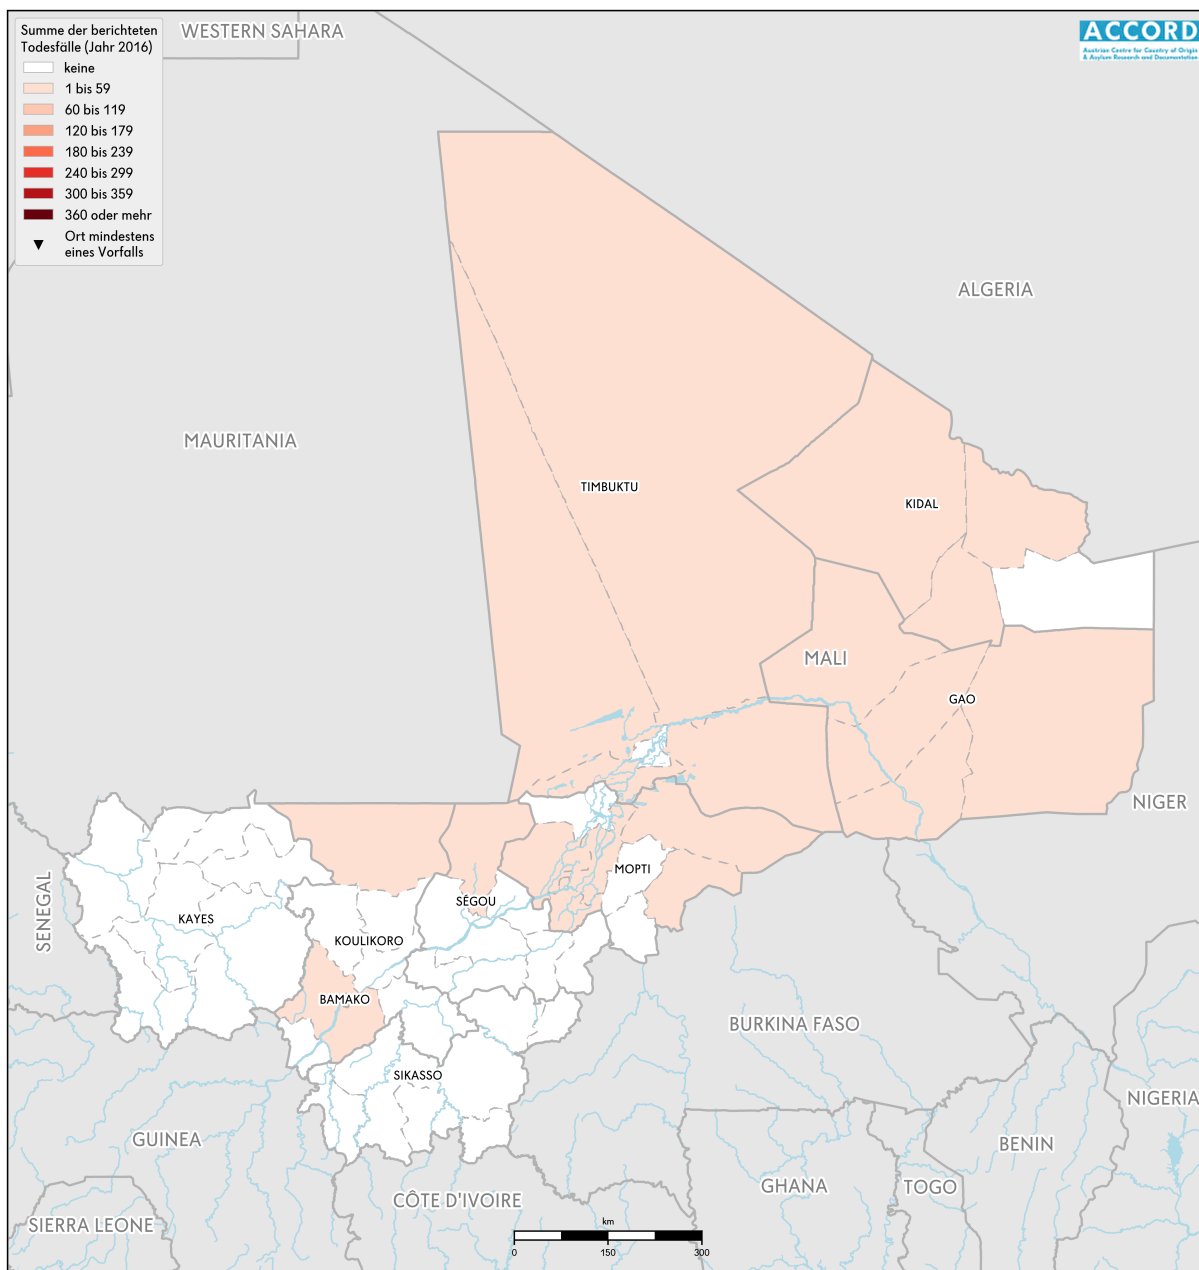 Summe der berichteten
Todesfälle (Jahr 2016)
keine
1 bis 59
60 bis 119
120 bis 179
180 bis 239
240 bis 299
300 bis 359
360 oder mehr
Ort mindestens
eines Vorfalls
WESTERN SAHARA
ACCORD
Austrian Centre for Country of Origin
& Asylum Research and Documentation
ALGERIA
MAURITANIA
TIMBUKTU
KIDAL
MALI
GAO
NIGER
MOPTI
SENEGAL
SÉGOU
KAYES
KOULIKORO
BAMAKO
BURKINA FASO
SIKASSO
NIGERIA
GUINEA
BENIN
GHANA
TOGO
CÔTE D'IVOIRE
SIERRA LEONE
km
0 150 300